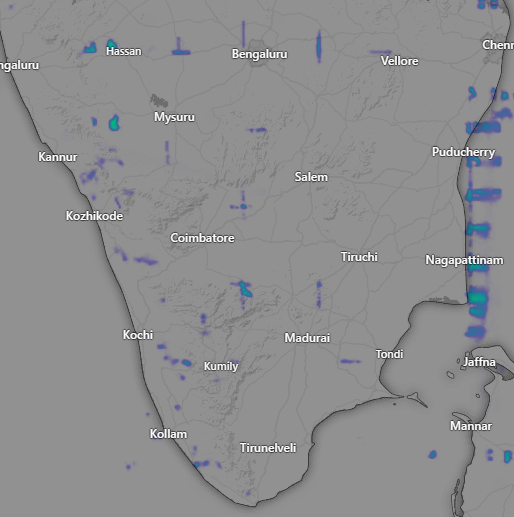 Hassan
Bengaluru
Chenn
ngaluru
Vellore
Mysuru
Kannur
Puducherry
Salem
Kozhikode
Coimbatore
Tiruchi
Nagapattinam
Kochi
Madurai
Tondi
Kumily
Jaffna
Kollam
Mannar
Tirunelveli